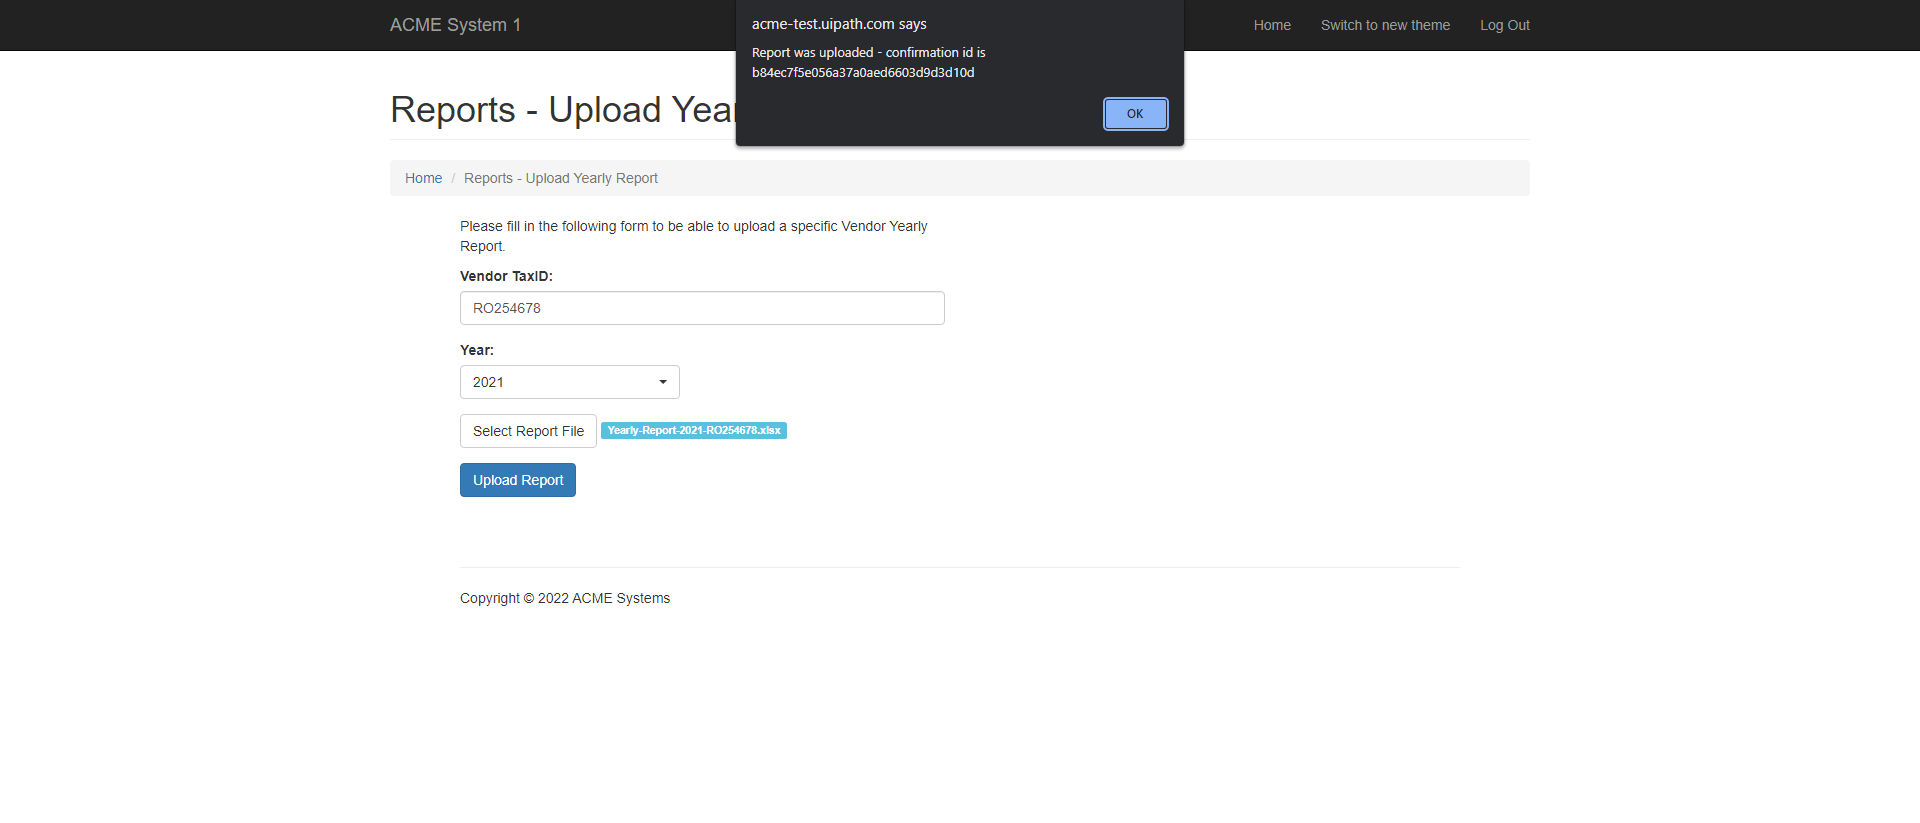 ACME System 1
Home
Switch to new theme
Log Out
acme-test.uipath.com says
Report was uploaded - confirmation id is
b84ec7f5e056a37a0aed6603d9d3d10d
OK
Reports - Upload Year
Home / Reports - Upload Yearly Report
Please fill in the following form to be able to upload a specific Vendor Yearly
Report.
Vendor TaxID:
RO254678
Year:
2021
Select Report File
Yearly-Report-2021-RO254678.xlsx
Upload Report
Copyright © 2022 ACME Systems